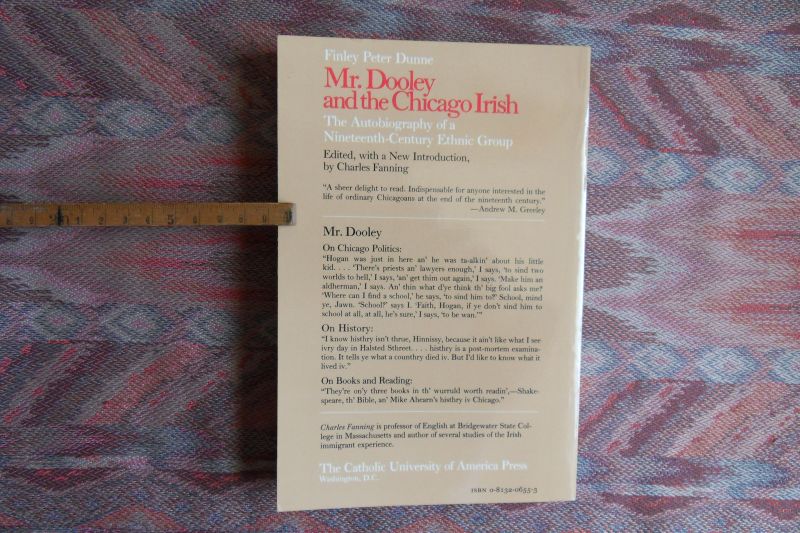 Finley Peter Dunne
Mr. Dooley
and the Chicago Irish
The Autobiography of a
Nineteenth-Century Ethnic Group
Edited, with a New Introduction,
by Charles Fanning
“A sheer delight to read. Indispensable for anyone interested in the
life of ordinary Chicagoans at the end of the nineteenth century.”
—Andrew M. Greeley
Mr. Dooley
On Chicago Politics:
“Hogan was just in here an’ he was ta-alkin’ about his little
kid. . . . ‘There’s priests an’ lawyers enough,’ I says, ‘to sind two
worlds to hell,’ I says, ‘an’ get thim out again,’ I says. ‘Make him an
aldherman,’ I says. An’ thin what d’ye think th’ big fool asks me?
‘Where can I find a school,’ he says, ‘to sind him to?’ School, mind
ye, Jawn. ‘School?’ says I. ‘Faith, Hogan, if ye don’t sind him to
school at all, at all, he’s sure,’ I says, ‘to be wan.’”
On History:
“I know histhry isn’t thrue, Hinnissy, because it ain’t like what I see
ivry day in Halsted Sthreet. . . . histhry is a post-mortem examina-
tion. It tells ye what a counthry died iv. But I’d like to know what it
lived iv.”
On Books and Reading:
“They’re on’y three books in th’ wurruld worth readin’,—Shake-
speare, th’ Bible, an’ Mike Ahearn’s histhry iv Chicago.”
Charles Fanning is professor of English at Bridgewater State Col-
lege in Massachusetts and author of several studies of the Irish
immigrant experience.
The Catholic University of America Press
Washington, D.C.
ISBN 0-8132-0655-5